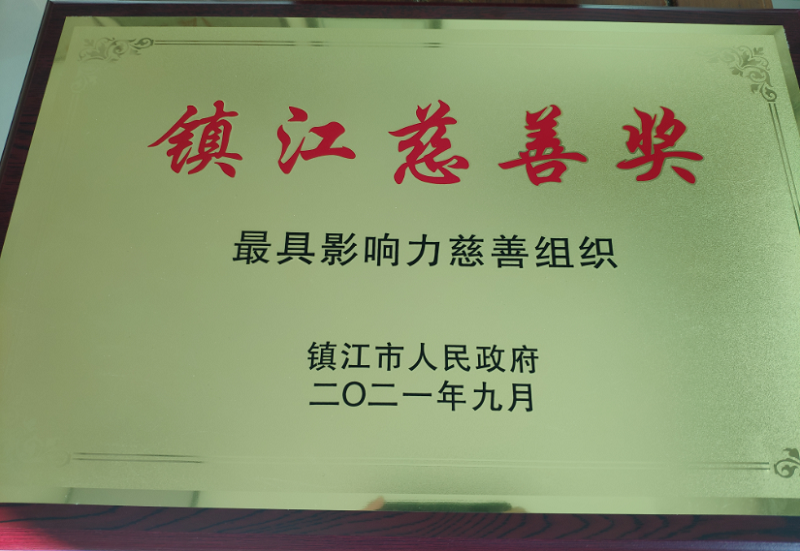 镇江慈善奖
最具影响力慈善组织
镇江市人民政府
二〇二一年九月